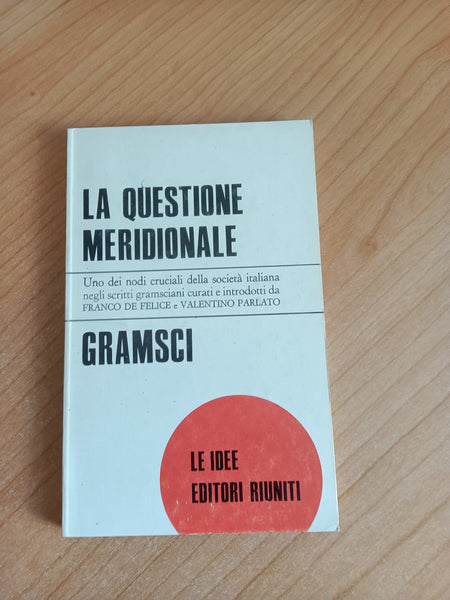 LA QUESTIONE
MERIDIONALE
Uno dei nodi cruciali della società italiana
negli scritti gramsciani curati e introdotti da
FRANCO DE FELICE e VALENTINO PARLATO
GRAMSCI
LE IDEE
EDITORI RIUNITI